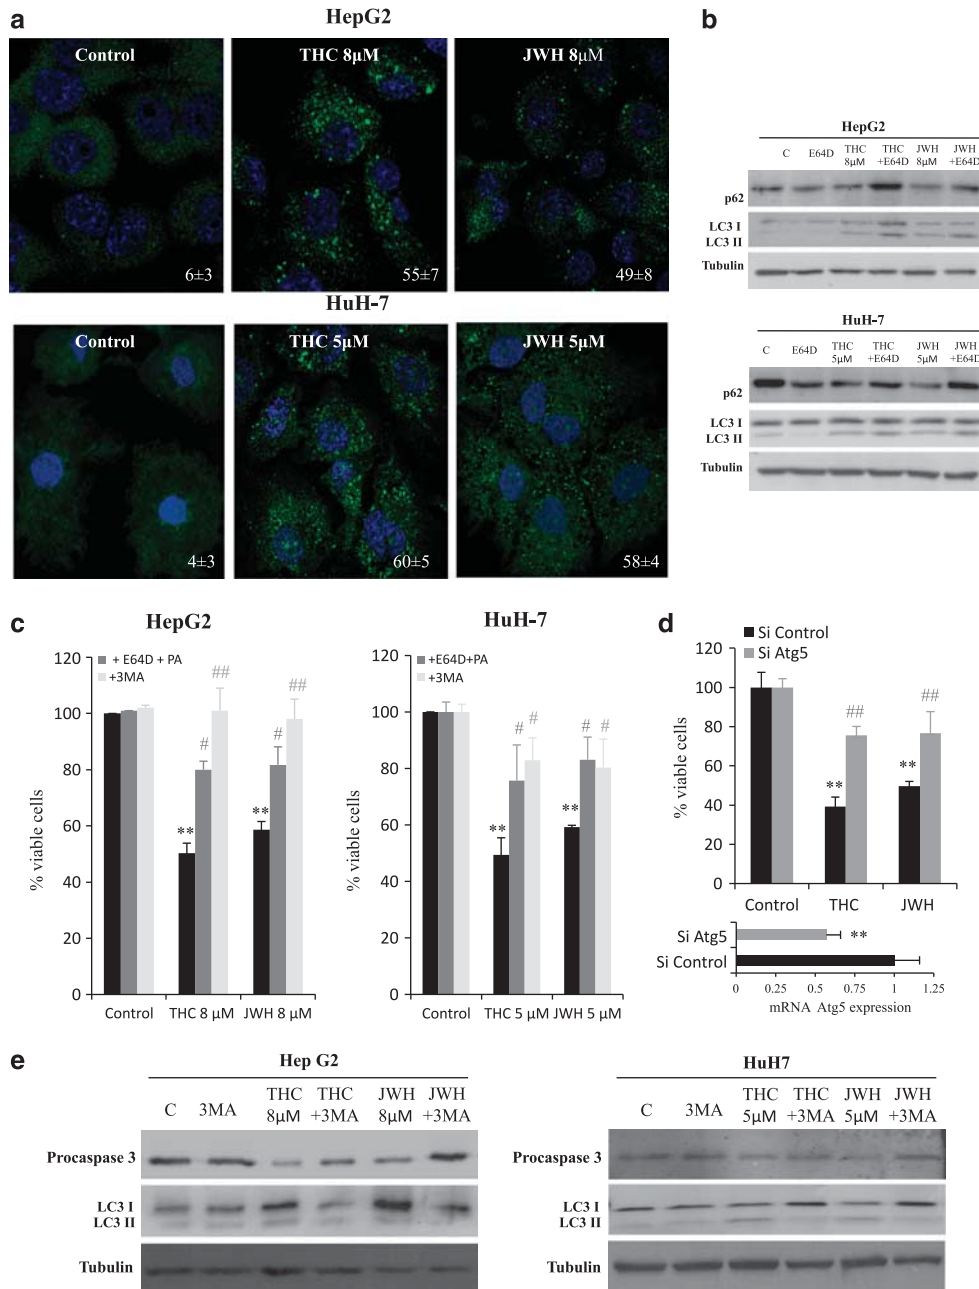 a
HepG2
Control
THC 8μM
JWH 8μM
6±3
55±7
49±8
HuH-7
Control
THC 5μM
JWH 5μM
4±3
60±5
58±4
b
HepG2
C E64D THC 8μM THC +E64D JWH 8μM JWH +E64D
p62
LC3 I
LC3 II
Tubulin
HuH-7
C E64D THC 5μM THC +E64D JWH 5μM JWH +E64D
p62
LC3 I
LC3 II
Tubulin
c
HepG2
+ E64D + PA
+3MA
% viable cells
120
100
80
60
40
20
0
** # ## ** # ##
Control THC 8 μM JWH 8 μM
HuH-7
+E64D+PA
+3MA
% viable cells
120
100
80
60
40
20
0
** # # ** # #
Control THC 5 μM JWH 5 μM
d
Si Control
Si Atg5
% viable cells
120
100
80
60
40
20
0
** ## ** ##
Control THC JWH
Si Atg5 **
Si Control
0 0.25 0.5 0.75 1 1.25
mRNA Atg5 expression
e
Hep G2
C 3MA THC 8μM THC +3MA JWH 8μM JWH +3MA
Procaspase 3
LC3 I
LC3 II
Tubulin
HuH7
C 3MA THC 5μM THC +3MA JWH 5μM JWH +3MA
Procaspase 3
LC3 I
LC3 II
Tubulin